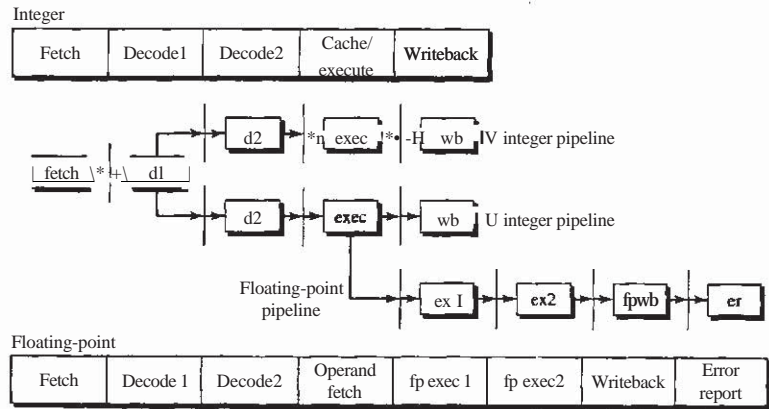 Integer
Fetch Decode1 Decode2 Cache/ execute Writeback
d2 *n exec !*• -H wb IV integer pipeline
fetch \* + \ d1
d2 exec wb U integer pipeline
Floating-point pipeline
ex I ex2 fpwb er
Floating-point
Fetch Decode 1 Decode2 Operand fetch fp exec 1 fp exec2 Writeback Error report